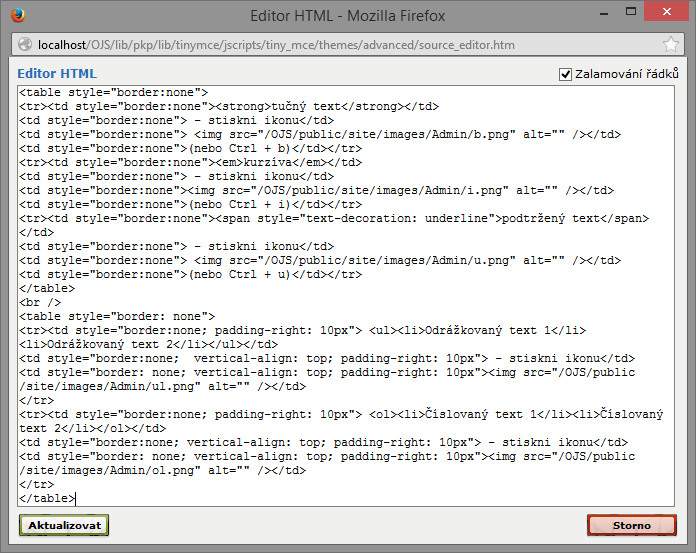 Editor HTML - Mozilla Firefox
localhost/OJS/lib/pkp/lib/tinymce/jscripts/tiny_mce/themes/advanced/source_editor.htm
Editor HTML
Zalamování řádků
<table style="border:none">
<tr><td style="border:none"><strong>tučný text</strong></td>
<td style="border:none"> - stiskni ikonu</td>
<td style="border:none"> <img src="/OJS/public/site/images/Admin/b.png" alt="" /></td>
<td style="border:none">(nebo Ctrl + b)</td></tr>
<tr><td style="border:none"><em>kurzíva</em></td>
<td style="border:none"> - stiskni ikonu</td>
<td style="border:none"><img src="/OJS/public/site/images/Admin/i.png" alt="" /></td>
<td style="border:none">(nebo Ctrl + i)</td></tr>
<tr><td style="border:none"><span style="text-decoration: underline">podtržený text</span>
</td>
<td style="border:none"> - stiskni ikonu</td>
<td style="border:none"> <img src="/OJS/public/site/images/Admin/u.png" alt="" /></td>
<td style="border:none">(nebo Ctrl + u)</td></tr>
</table>
<br />
<table style="border: none">
<tr><td style="border:none; padding-right: 10px"> <ul><li>Odrážkovaný text 1</li>
<li>Odrážkovaný text 2</li></ul></td>
<td style="border:none;  vertical-align: top; padding-right: 10px"> - stiskni ikonu</td>
<td style="border: none; vertical-align: top; padding-right: 10px"><img src="/OJS/public
/site/images/Admin/ul.png" alt="" /></td>
</tr>
<tr><td style="border:none; padding-right: 10px"> <ol><li>Číslovaný text 1</li><li>Číslovaný
text 2</li></ol></td>
<td style="border:none; vertical-align: top; padding-right: 10px"> - stiskni ikonu</td>
<td style="border: none; vertical-align: top; padding-right: 10px"><img src="/OJS/public
/site/images/Admin/ol.png" alt="" /></td>
</tr>
</table>
Aktualizovat
Storno